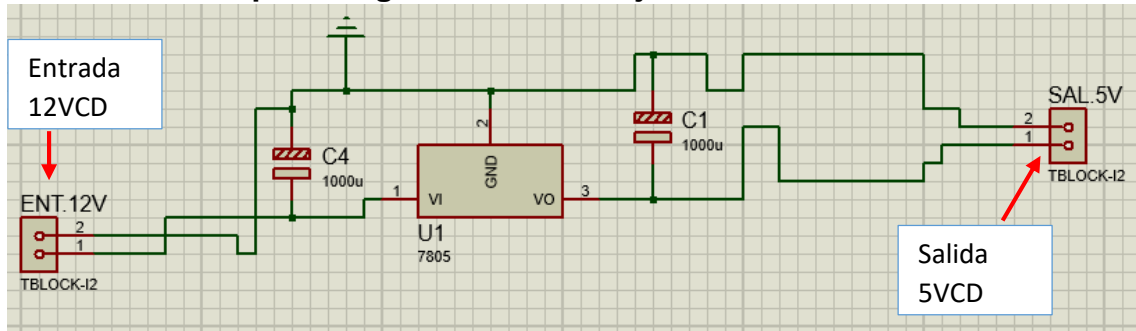 Entrada
12VCD
ENT.12V
2
1
TBLOCK-I2
C4
1000u
1
VI
2
GND
VO
3
U1
7805
C1
1000u
SAL.5V
2
1
TBLOCK-I2
Salida
5VCD